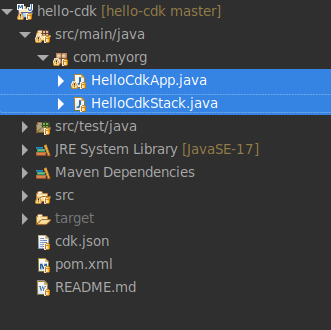 hello-cdk [hello-cdk master]
src/main/java
com.myorg
HelloCdkApp.java
HelloCdkStack.java
src/test/java
JRE System Library [JavaSE-17]
Maven Dependencies
src
target
cdk.json
pom.xml
README.md